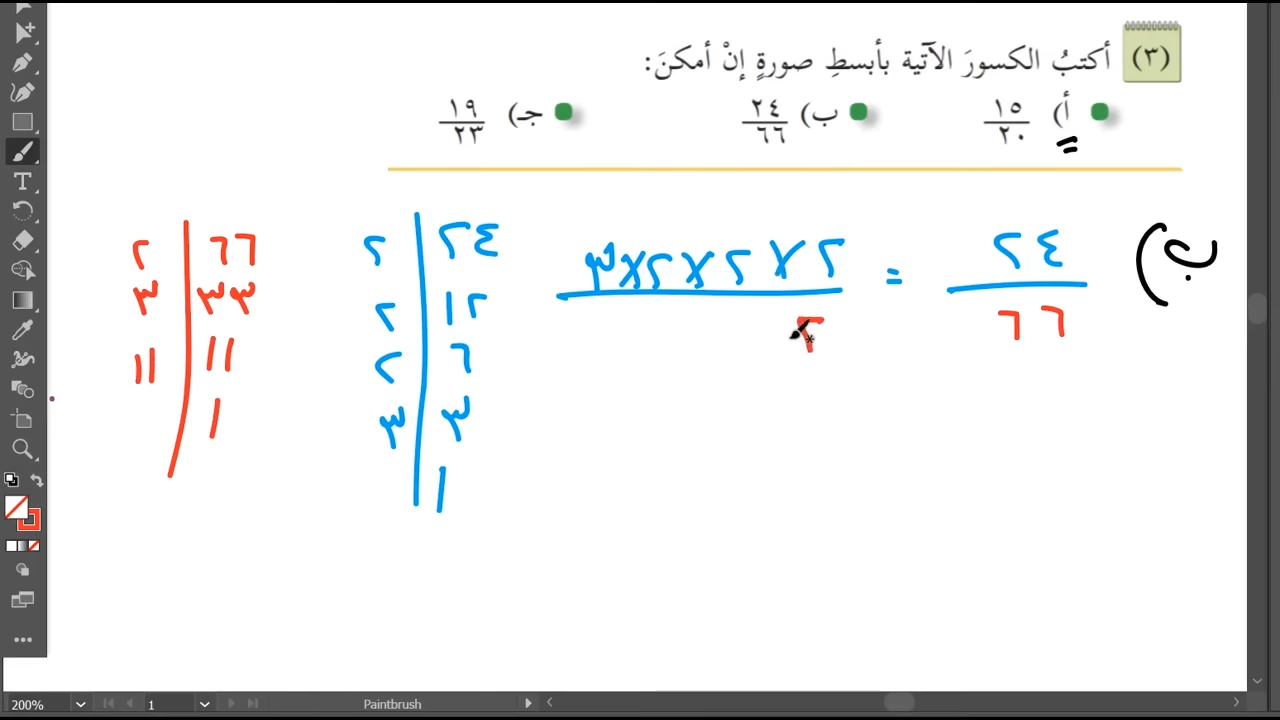 (٣) أكتبُ الكسورَ الآتية بأبسطِ صورةٍ إنْ أمكنَ:
أ) ١٥/٢٠ ب) ٢٤/٦٦ جـ) ١٩/٢٣
=
ب) ٢٤/٦٦ = ٢×٢×٢×٣/٢
٢٤ | ٢
١٢ | ٢
٦ | ٢
٣ | ٣
١
٦٦ | ٢
٣٣ | ٣
١١ | ١١
١
200% 1 Paintbrush